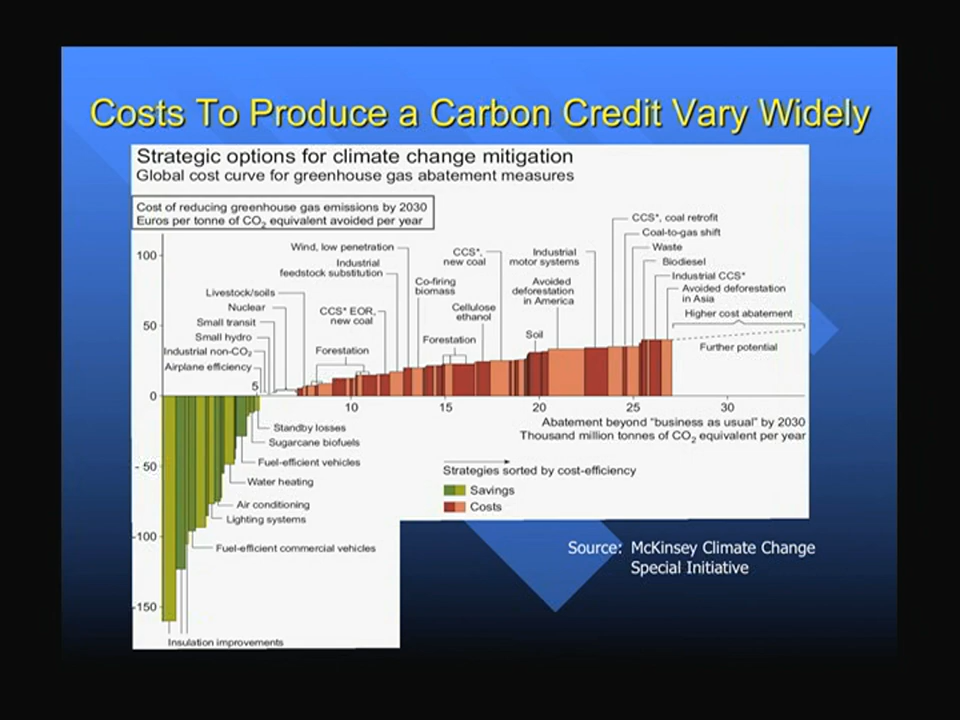 Costs To Produce a Carbon Credit Vary Widely
Strategic options for climate change mitigation
Global cost curve for greenhouse gas abatement measures
Cost of reducing greenhouse gas emissions by 2030
Euros per tonne of CO₂ equivalent avoided per year
100
50
0
- 50
-100
-150
Wind, low penetration
Industrial
feedstock substitution
Livestock/soils
Nuclear
Small transit
Small hydro
Industrial non-CO₂
Airplane efficiency
CCS* EOR,
new coal
Forestation
Co-firing
biomass
CCS*,
new coal
Cellulose
ethanol
Forestation
Industrial
motor systems
Avoided
deforestation
in America
Soil
CCS*, coal retrofit
Coal-to-gas shift
Waste
Biodiesel
Industrial CCS*
Avoided deforestation
in Asia
Higher cost abatement
Further potential
5
10
15
20
25
30
Abatement beyond "business as usual" by 2030
Thousand million tonnes of CO₂ equivalent per year
Standby losses
Sugarcane biofuels
Fuel-efficient vehicles
Water heating
Air conditioning
Lighting systems
Fuel-efficient commercial vehicles
Insulation improvements
Strategies sorted by cost-efficiency
Savings
Costs
Source: McKinsey Climate Change
Special Initiative